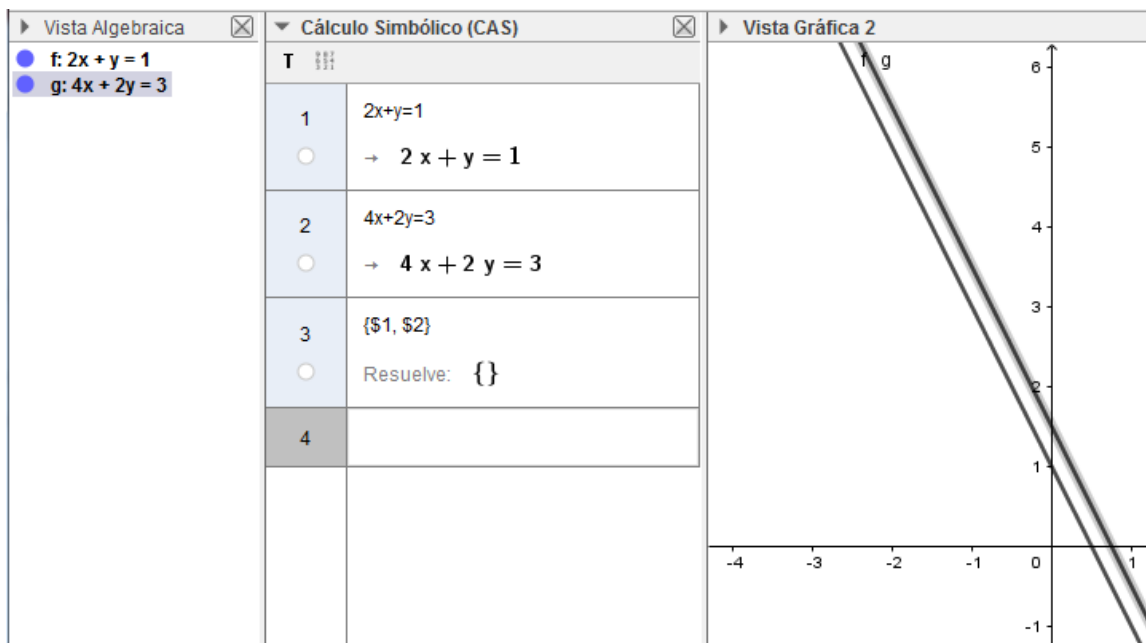 Vista Algebraica
f: 2x + y = 1
g: 4x + 2y = 3
Cálculo Simbólico (CAS)
T
1
2x+y=1
→ 2 x + y = 1
2
4x+2y=3
→ 4 x + 2 y = 3
3
{$1, $2}
Resuelve: {}
4
Vista Gráfica 2
f g
6
5
4
3
2
1
-4 -3 -2 -1 0 1
-1